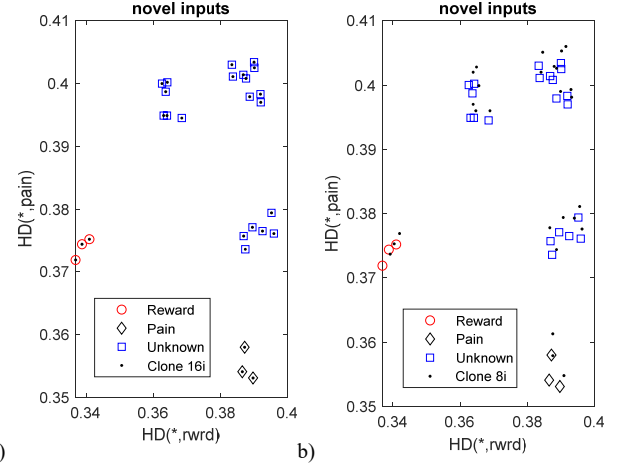 novel inputs
0.41
0.4
0.39
0.38
0.37
0.36
0.35
HD(*,pain)
Reward
Pain
Unknown
Clone 16i
0.34 0.36 0.38 0.4
HD(*,rwrd)
)
novel inputs
0.41
0.4
0.39
0.38
0.37
0.36
0.35
HD(*,pain)
Reward
Pain
Unknown
Clone 8i
0.34 0.36 0.38 0.4
HD(*,rwrd)
b)